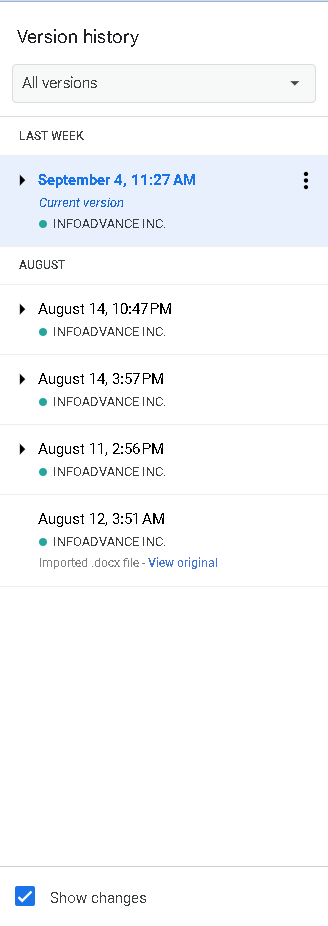 Version history
All versions
LAST WEEK
September 4, 11:27 AM
Current version
INFOADVANCE INC.
AUGUST
August 14, 10:47 PM
INFOADVANCE INC.
August 14, 3:57 PM
INFOADVANCE INC.
August 11, 2:56 PM
INFOADVANCE INC.
August 12, 3:51 AM
INFOADVANCE INC.
Imported .docx file - View original
Show changes